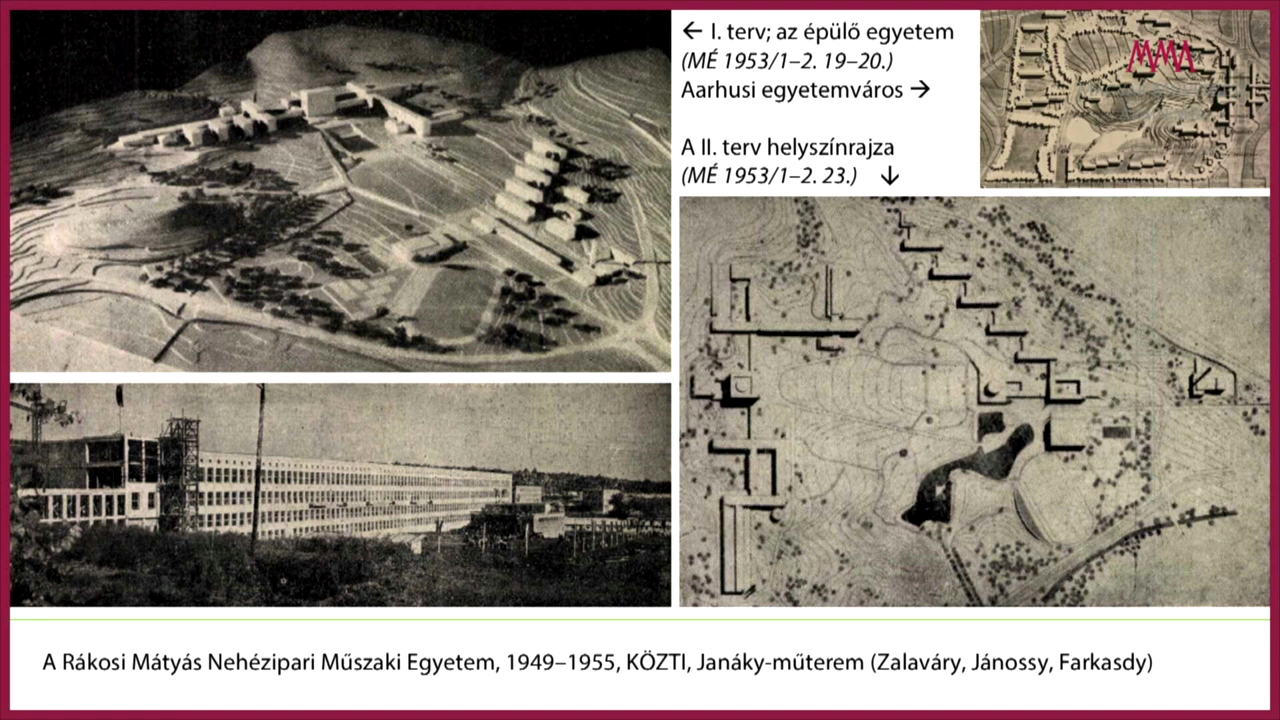 ← I. terv; az épülő egyetem
(MÉ 1953/1–2. 19–20.)
Aarhusi egyetemváros →
A II. terv helyszínrajza
(MÉ 1953/1–2. 23.) ↓
MMA
A Rákosi Mátyás Nehézipari Műszaki Egyetem, 1949–1955, KÖZTI, Janáky-műterem (Zalaváry, Jánossy, Farkasdy)